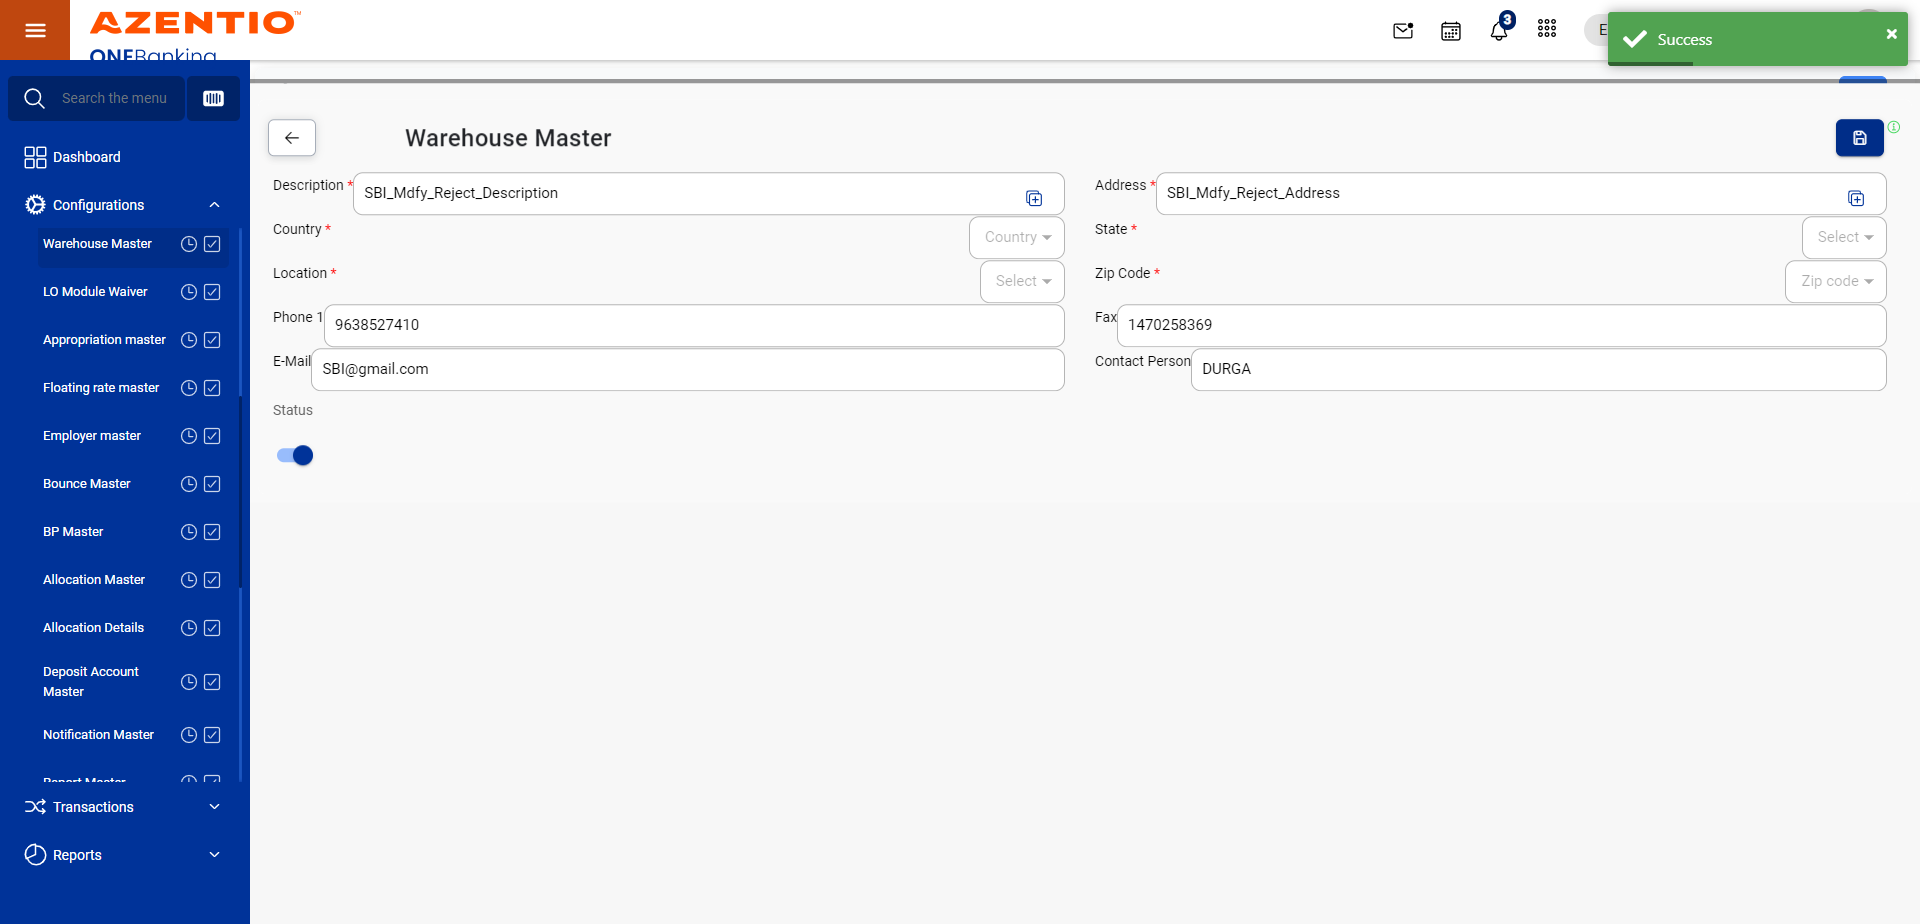 AZENTIO™
ONEBanking
3
E
Success
Search the menu
Dashboard
Configurations
Warehouse Master
LO Module Waiver
Appropriation master
Floating rate master
Employer master
Bounce Master
BP Master
Allocation Master
Allocation Details
Deposit Account
Master
Notification Master
Report Master
Transactions
Reports
Warehouse Master
Description * SBI_Mdfy_Reject_Description
Address * SBI_Mdfy_Reject_Address
Country * Country
State * Select
Location * Select
Zip Code * Zip code
Phone 1 9638527410
Fax 1470258369
E-Mail SBI@gmail.com
Contact Person DURGA
Status